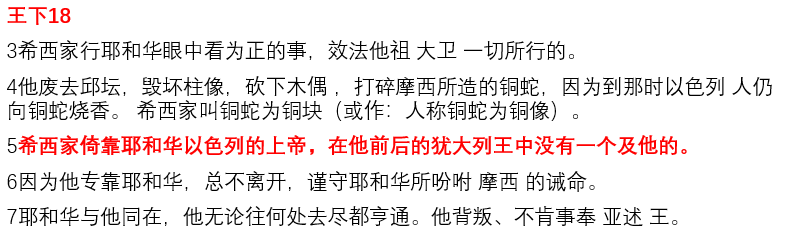 王下18
3希西家行耶和华眼中看为正的事，效法他祖 大卫 一切所行的。
4他废去邱坛，毁坏柱像，砍下木偶 ，打碎摩西所造的铜蛇，因为到那时以色列 人仍
向铜蛇烧香。 希西家叫铜蛇为铜块（或作：人称铜蛇为铜像）。
5希西家倚靠耶和华以色列的上帝，在他前后的犹大列王中没有一个及他的。
6因为他专靠耶和华，总不离开，谨守耶和华所吩咐 摩西 的诫命。
7耶和华与他同在，他无论往何处去尽都亨通。他背叛、不肯事奉 亚述 王。